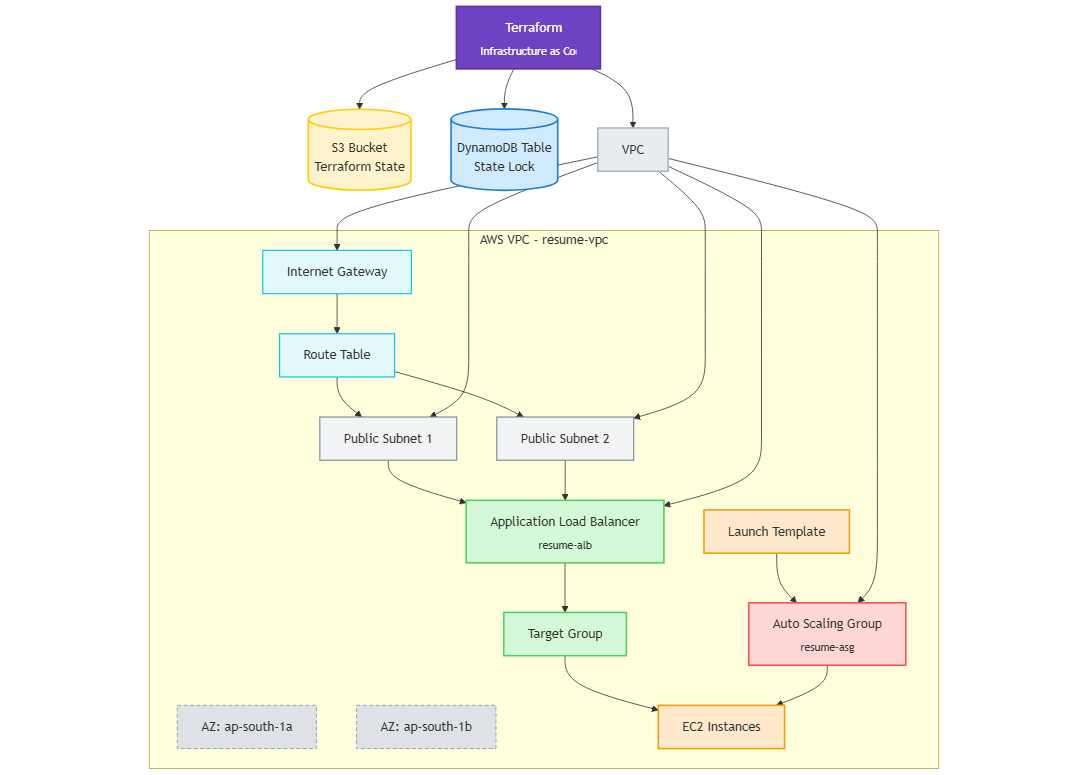 Terraform
Infrastructure as Co
S3 Bucket
Terraform State
DynamoDB Table
State Lock
VPC
AWS VPC - resume-vpc
Internet Gateway
Route Table
Public Subnet 1
Public Subnet 2
Application Load Balancer
resume-alb
Launch Template
Target Group
Auto Scaling Group
resume-asg
AZ: ap-south-1a
AZ: ap-south-1b
EC2 Instances